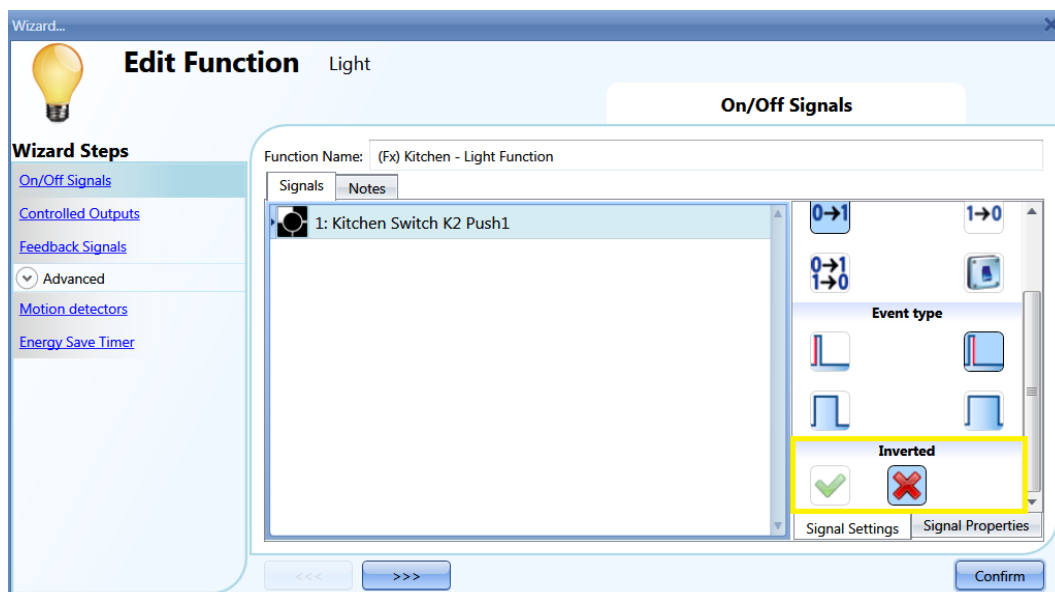 Wizard...
Edit Function Light
On/Off Signals
Wizard Steps
On/Off Signals
Controlled Outputs
Feedback Signals
Advanced
Motion detectors
Energy Save Timer
Function Name: (Fx) Kitchen - Light Function
Signals Notes
1: Kitchen Switch K2 Push1
0→1 1→0
0→1
1→0
Event type
Inverted
Signal Settings Signal Properties
<<< >>> Confirm